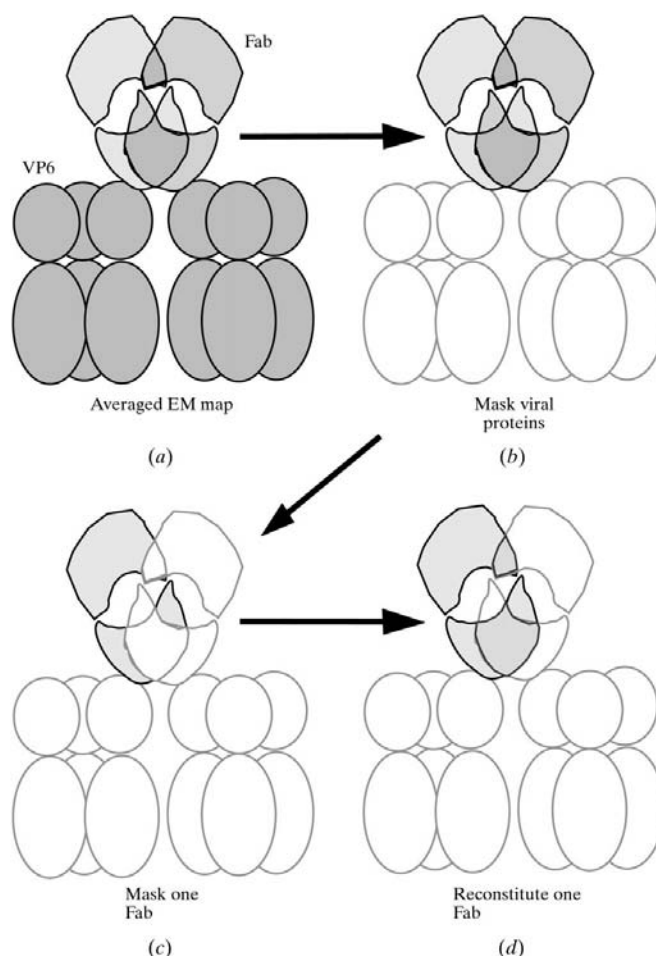 Fab
VP6
Averaged EM map
(a)
Mask viral
proteins
(b)
Mask one
Fab
(c)
Reconstitute one
Fab
(d)